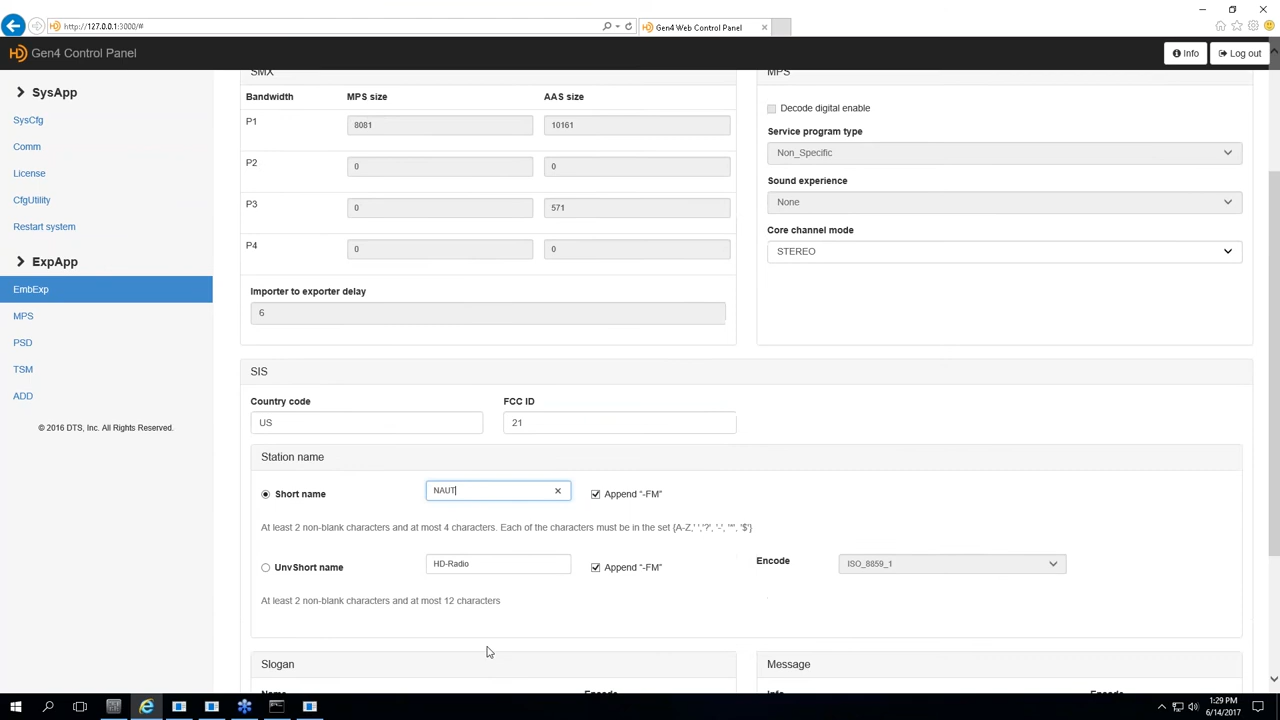 http://127.0.0.1:3000/#
Gen4 Web Control Panel
Gen4 Control Panel
Info
Log out
SysApp
SysCfg
Comm
License
CfgUtility
Restart system
ExpApp
EmbExp
MPS
PSD
TSM
ADD
© 2016 DTS, Inc. All Rights Reserved.
SMX
Bandwidth MPS size AAS size
P1 8081 10161
P2 0 0
P3 0 571
P4 0 0
Importer to exporter delay
6
MPS
Decode digital enable
Service program type
Non_Specific
Sound experience
None
Core channel mode
STEREO
SIS
Country code FCC ID
US 21
Station name
Short name NAUT Append “-FM”
At least 2 non-blank characters and at most 4 characters. Each of the characters must be in the set {A-Z,' ','?', '-', '*', '$'}
UnvShort name HD-Radio Append “-FM” Encode ISO_8859_1
At least 2 non-blank characters and at most 12 characters
Slogan
Name Encode
Message
Info Encode
1:29 PM
6/14/2017